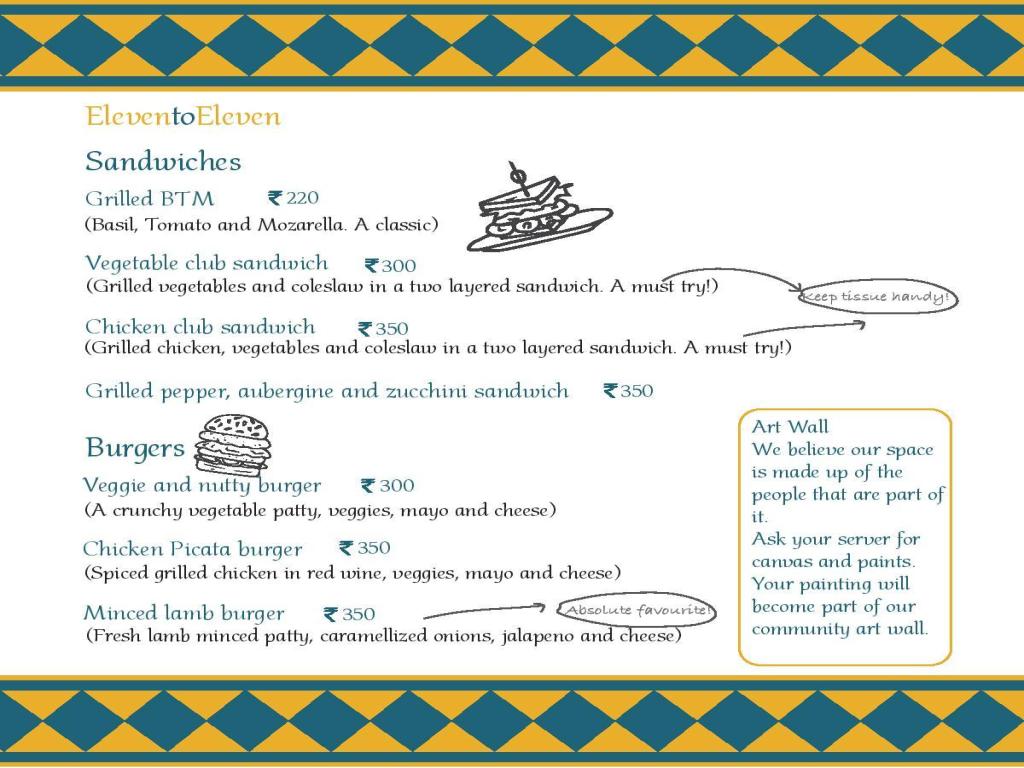 EleventoEleven
Sandwiches
Grilled BTM ₹ 220
(Basil, Tomato and Mozarella. A classic)
Vegetable club sandwich ₹ 300
(Grilled vegetables and coleslaw in a two layered sandwich. A must try!)
Keep tissue handy!
Chicken club sandwich ₹ 350
(Grilled chicken, vegetables and coleslaw in a two layered sandwich. A must try!)
Grilled pepper, aubergine and zucchini sandwich ₹ 350
Burgers
Veggie and nutty burger ₹ 300
(A crunchy vegetable patty, veggies, mayo and cheese)
Chicken Picata burger ₹ 350
(Spiced grilled chicken in red wine, veggies, mayo and cheese)
Minced lamb burger ₹ 350
Absolute favourite!
(Fresh lamb minced patty, caramellized onions, jalapeno and cheese)
Art Wall
We believe our space
is made up of the
people that are part of
it.
Ask your server for
canvas and paints.
Your painting will
become part of our
community art wall.